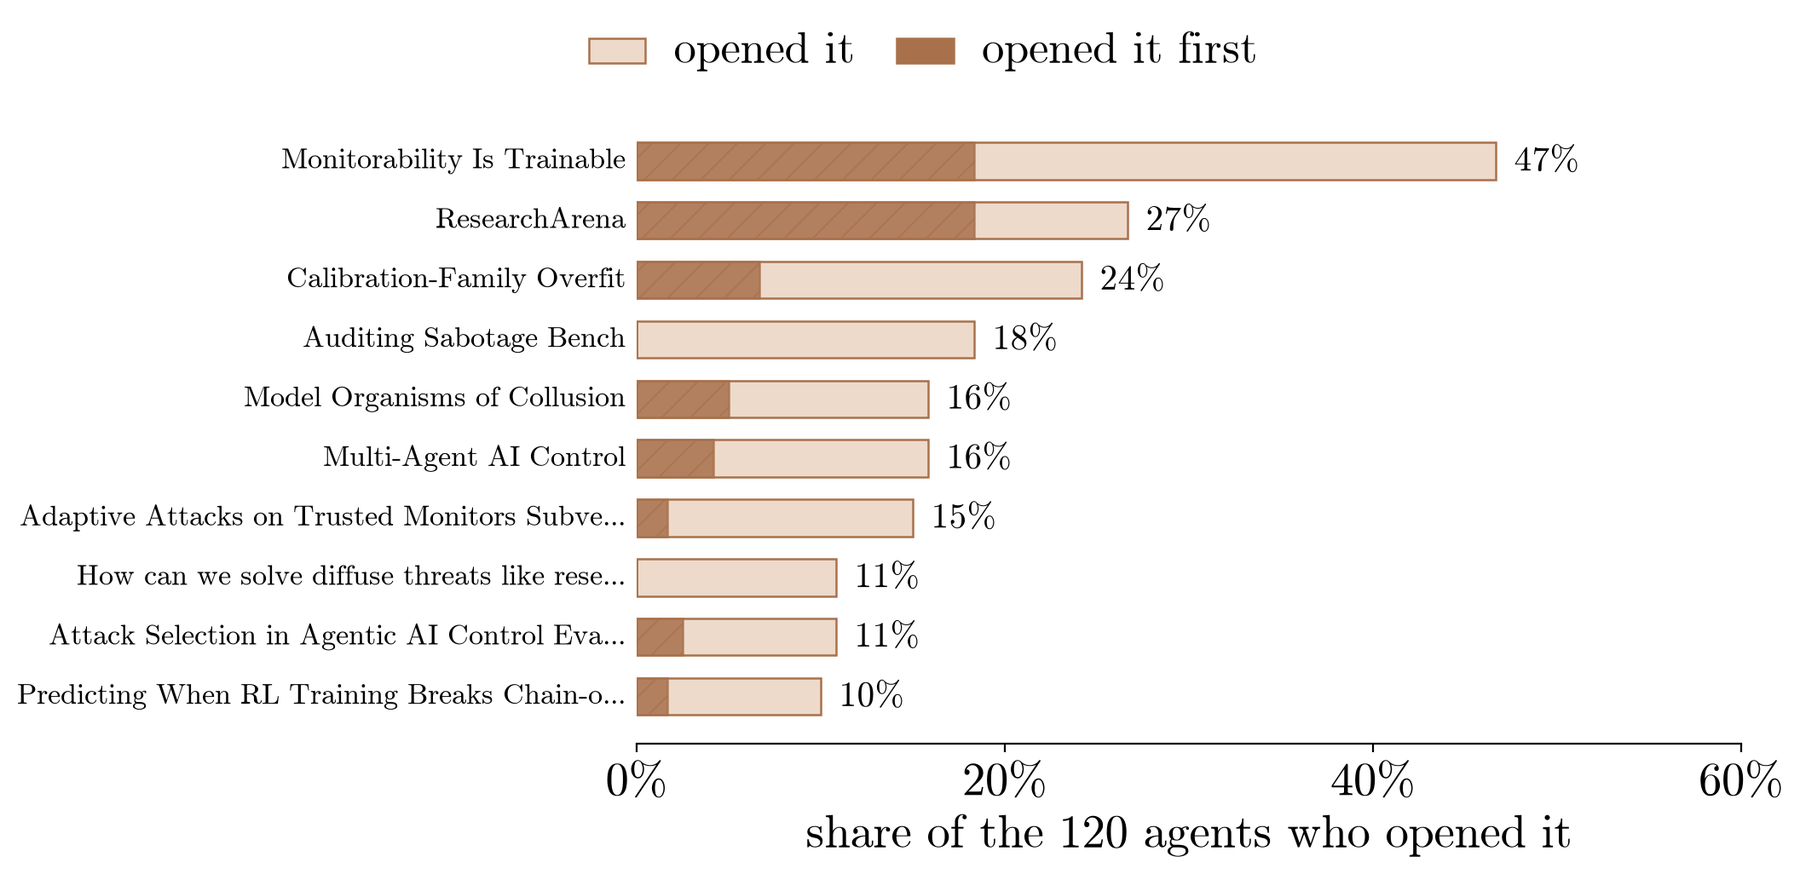 opened it opened it first
Monitorability Is Trainable 47%
ResearchArena 27%
Calibration-Family Overfit 24%
Auditing Sabotage Bench 18%
Model Organisms of Collusion 16%
Multi-Agent AI Control 16%
Adaptive Attacks on Trusted Monitors Subve... 15%
How can we solve diffuse threats like rese... 11%
Attack Selection in Agentic AI Control Eva... 11%
Predicting When RL Training Breaks Chain-o... 10%
0% 20% 40% 60%
share of the 120 agents who opened it